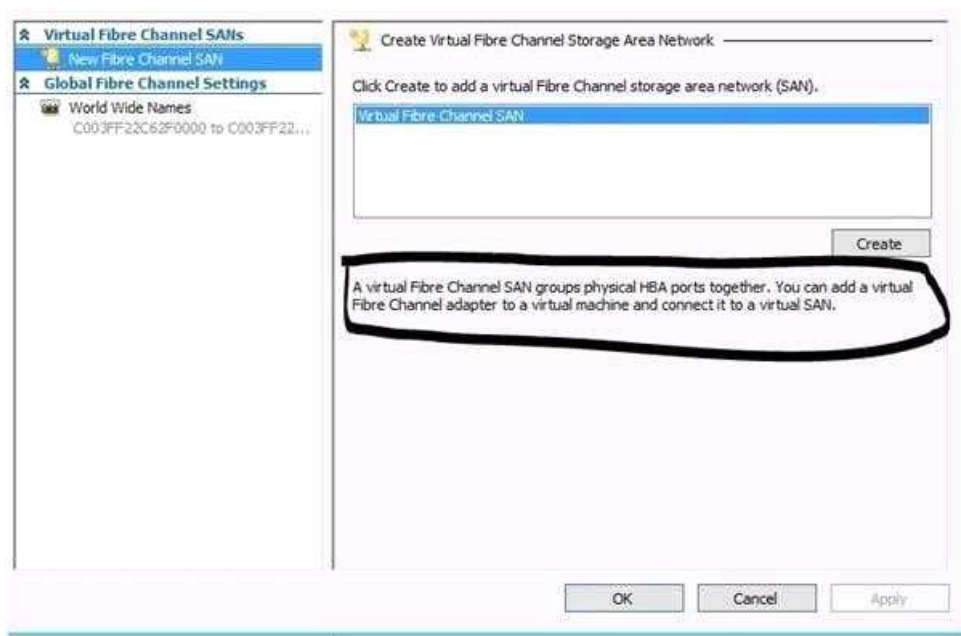 Virtual Fibre Channel SANs
New Fibre Channel SAN
Global Fibre Channel Settings
World Wide Names
C003FF22C62F0000 to C003FF22...
Create Virtual Fibre Channel Storage Area Network
Click Create to add a virtual Fibre Channel storage area network (SAN).
Virtual Fibre Channel SAN
Create
A virtual Fibre Channel SAN groups physical HBA ports together. You can add a virtual
Fibre Channel adapter to a virtual machine and connect it to a virtual SAN.
OK
Cancel
Apply